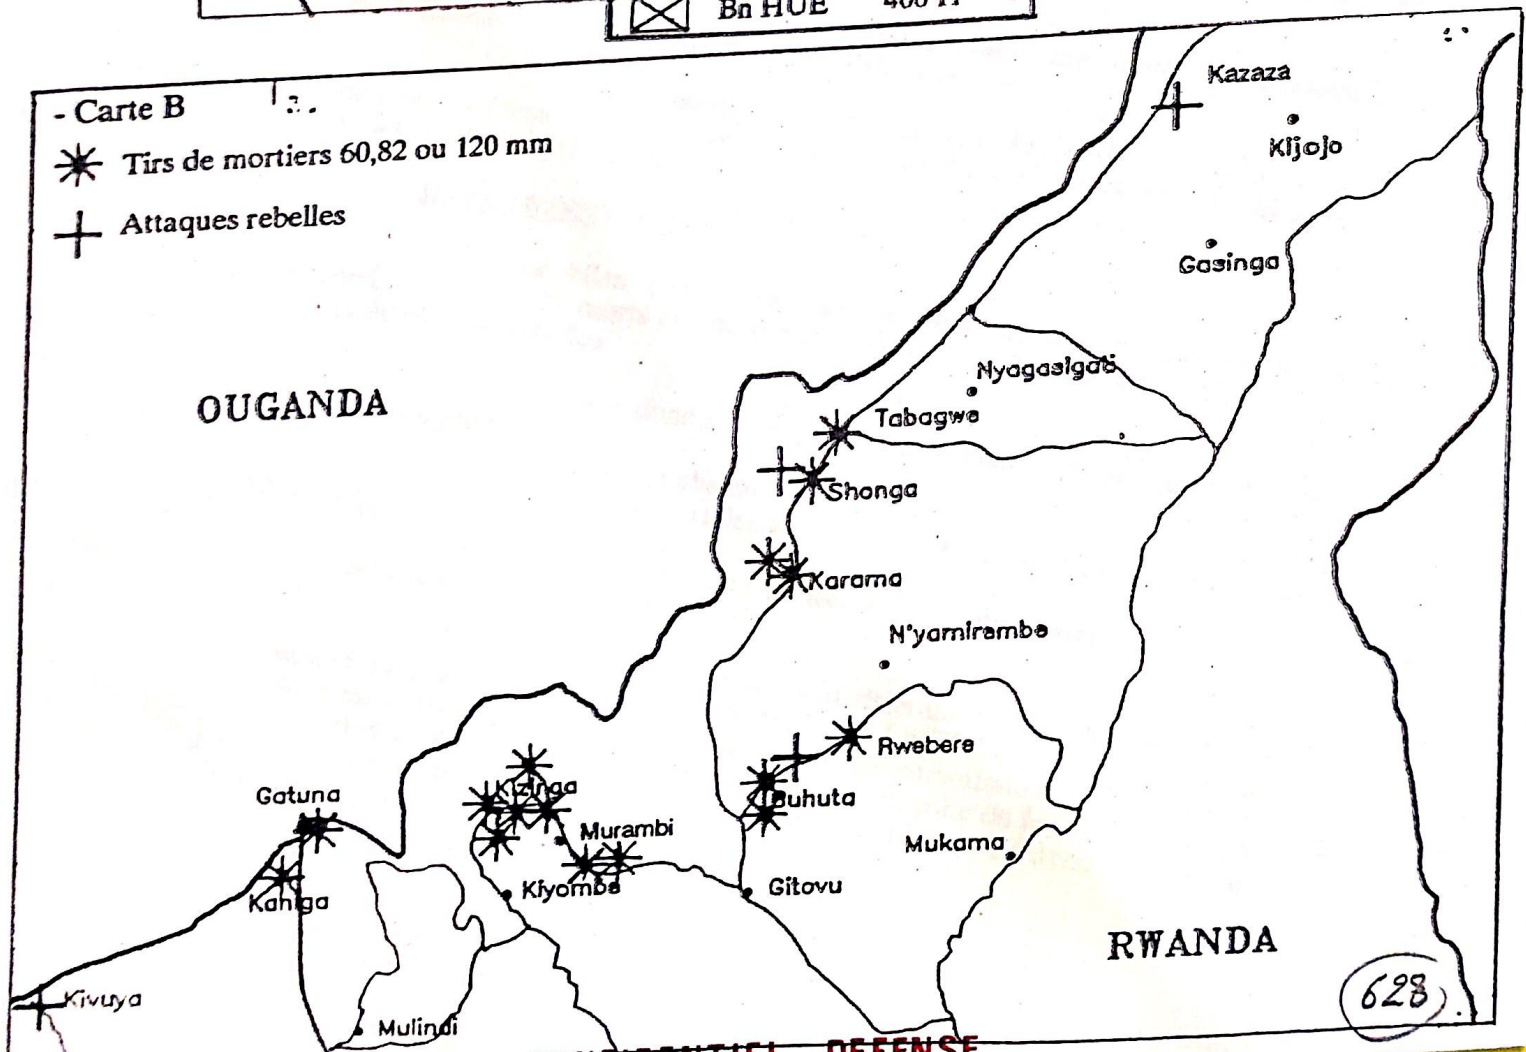 Bn HUE
- Carte B
Tirs de mortiers 60,82 ou 120 mm
Attaques rebelles
Kazaza
Kijojo
Gasinga
OUGANDA
Nyagasigati
Tabagwe
Shonga
Karama
N'yamirambe
Rwebere
Kizinga
Gatuna
Buhuta
Murambi
Mukama
Kiyombe
Gitovu
Kahiga
RWANDA
628
Kivuya
Mulindi
DEFENSE